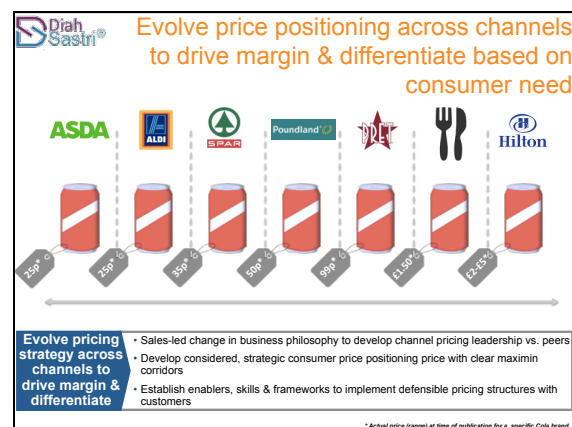 Diah
Sastri®
Evolve price positioning across channels
to drive margin & differentiate based on
consumer need
ASDA
ALDI
SPAR
Poundland
PRET
Hilton
25p*
25p*
35p*
50p*
99p*
£1.50*
£2-£5*
Evolve pricing
strategy across
channels to
drive margin &
differentiate
• Sales-led change in business philosophy to develop channel pricing leadership vs. peers
• Develop considered, strategic consumer price positioning price with clear maximin
corridors
• Establish enablers, skills & frameworks to implement defensible pricing structures with
customers
* Actual price (range) at time of publication for a specific Cola brand